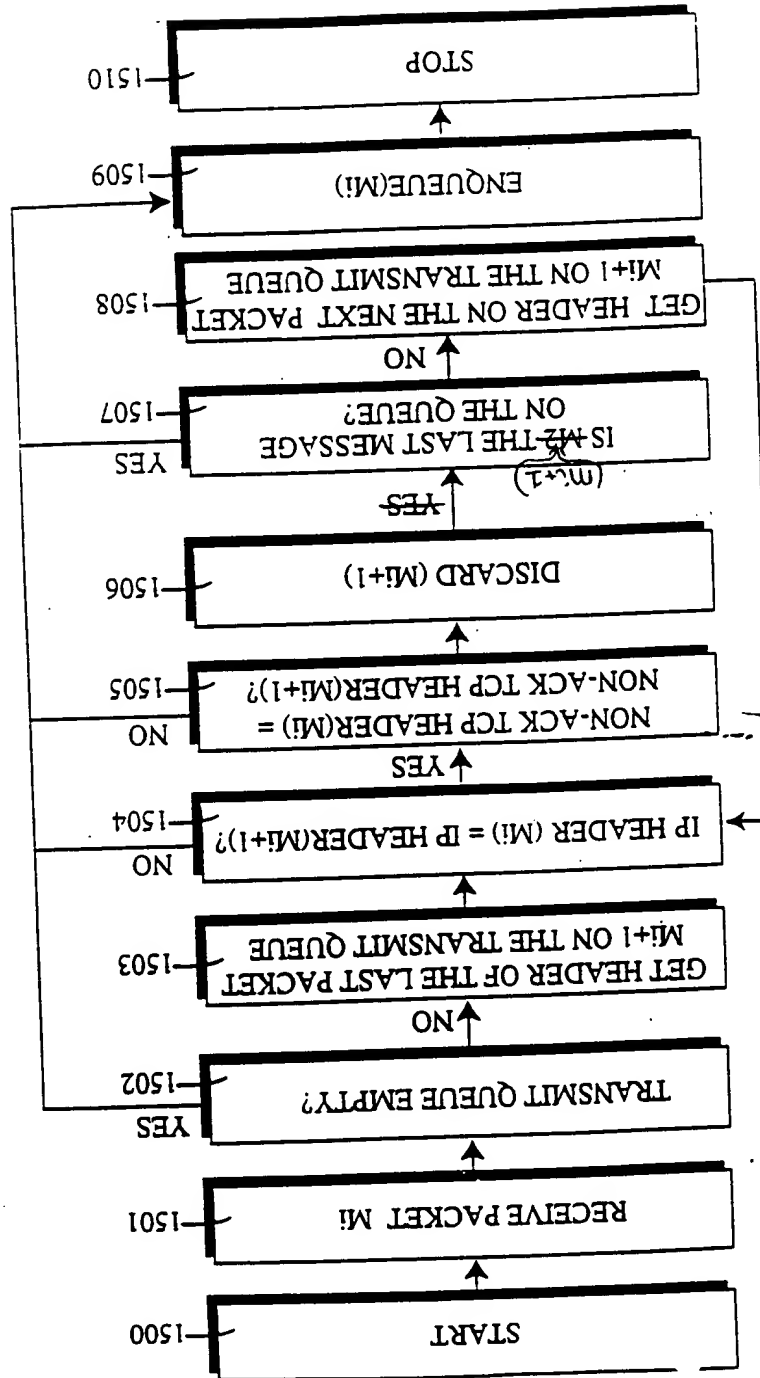 START
1500
RECEIVE PACKET Mi
1501
TRANSMIT QUEUE EMPTY?
1502
YES
NO
GET HEADER OF THE LAST PACKET
Mi+1 ON THE TRANSMIT QUEUE
1503
IP HEADER (Mi) = IP HEADER(Mi+1)?
1504
NO
YES
NON-ACK TCP HEADER(Mi) =
NON-ACK TCP HEADER(Mi+1)?
1505
NO
DISCARD (Mi+1)
1506
YES
(mi+1)
IS M2 THE LAST MESSAGE
ON THE QUEUE?
1507
YES
NO
GET HEADER ON THE NEXT PACKET
Mi+1 ON THE TRANSMIT QUEUE
1508
ENQUEUE(Mi)
1509
STOP
1510